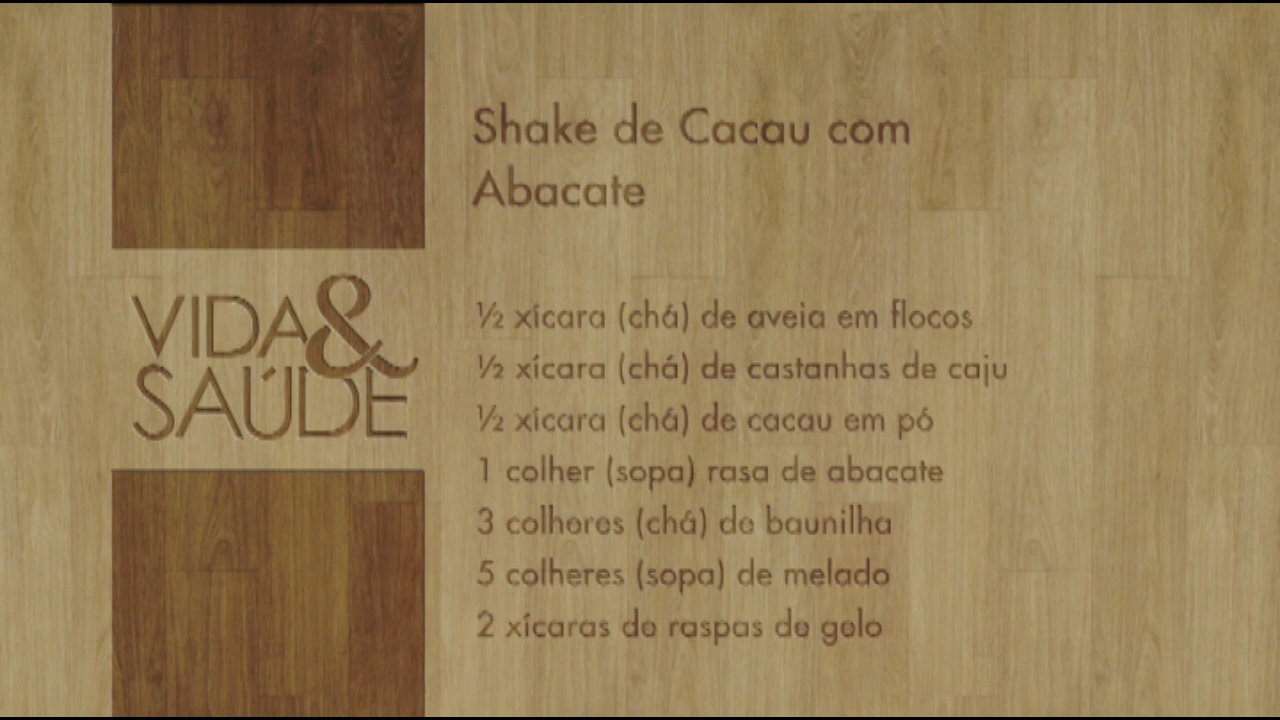 Shake de Cacau com
Abacate
VIDA&
SAÚDE
½ xícara (chá) de aveia em flocos
½ xícara (chá) de castanhas de caju
½ xícara (chá) de cacau em pó
1 colher (sopa) rasa de abacate
3 colheres (chá) de baunilha
5 colheres (sopa) de melado
2 xícaras de raspas de gelo